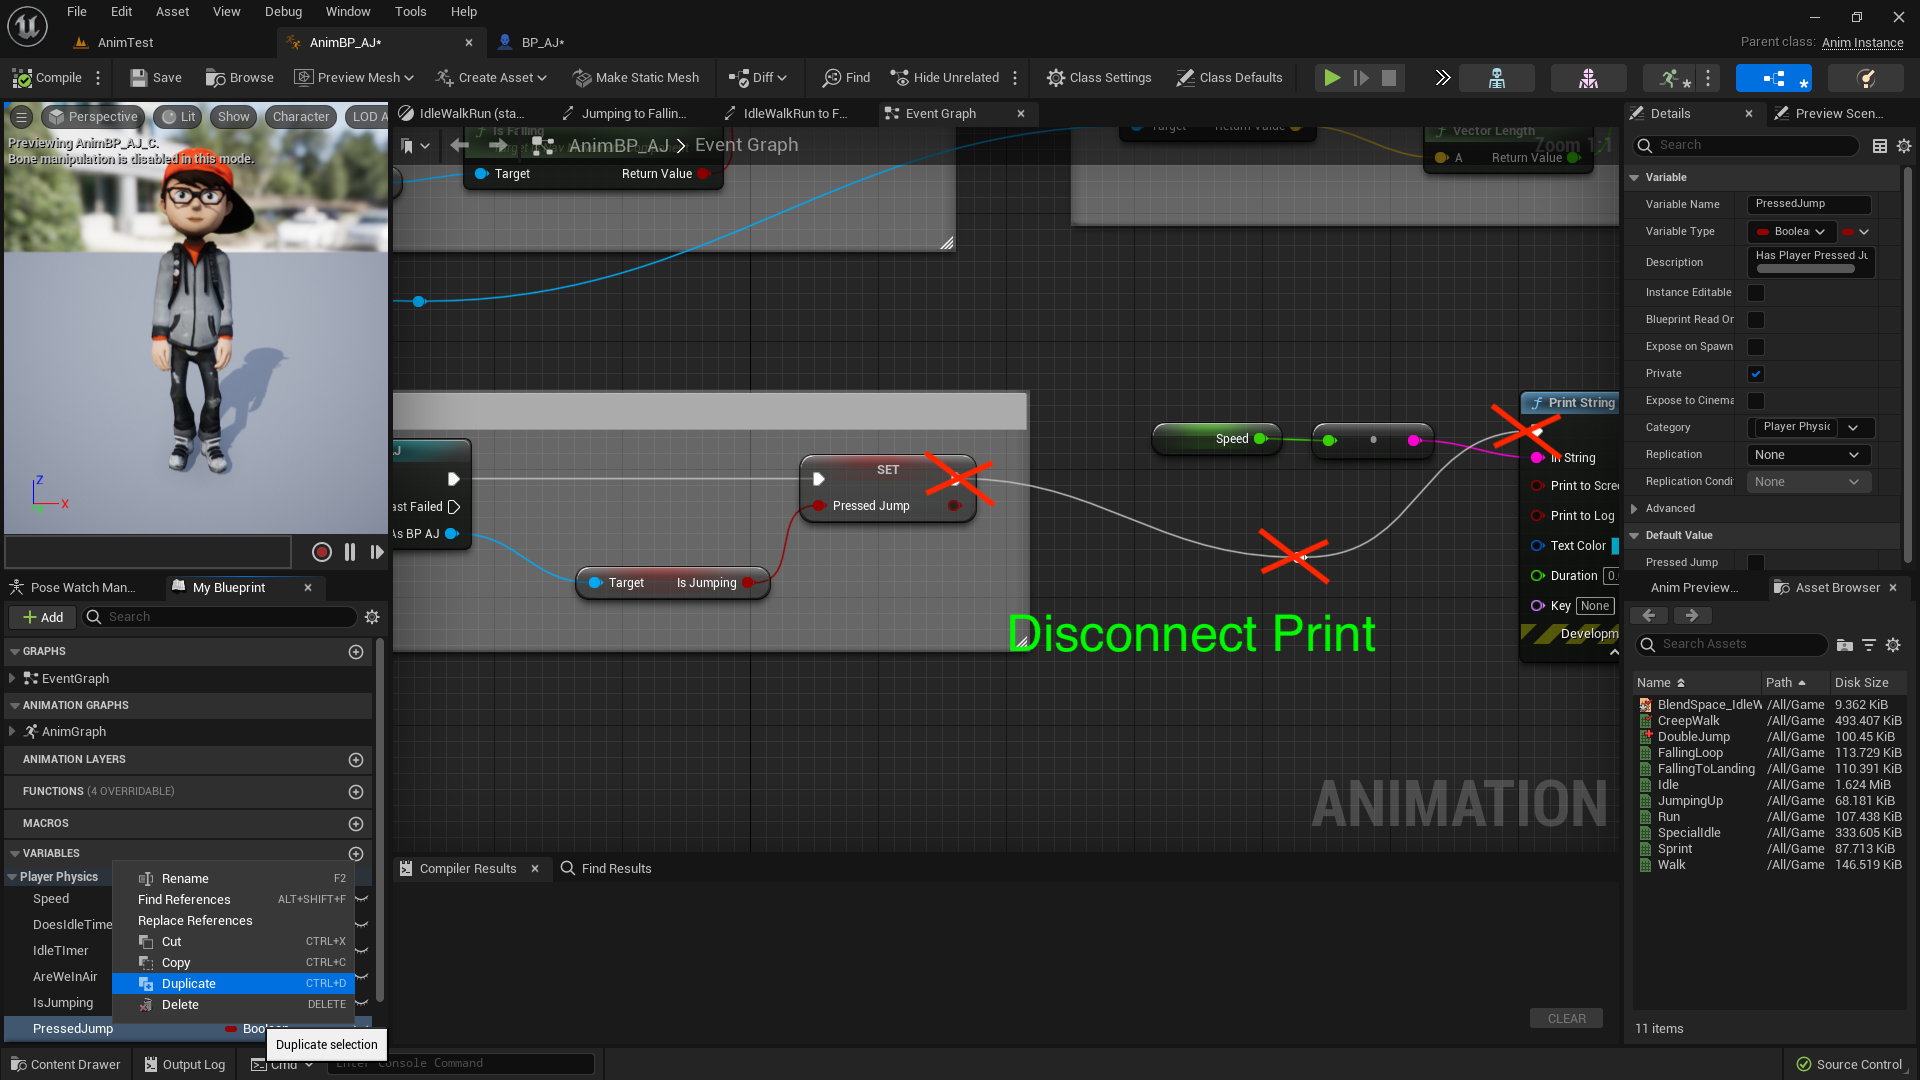 File Edit Asset View Debug Window Tools Help
AnimTest AnimBP_AJ* BP_AJ*
Parent class: Anim Instance
Compile Save Browse Preview Mesh Create Asset Make Static Mesh Diff Find Hide Unrelated Class Settings Class Defaults
Perspective Lit Show Character LOD A
Previewing AnimBP_AJ_C.
Bone manipulation is disabled in this mode.
Z
X
Y
IdleWalkRun (sta... Jumping to Fallin... IdleWalkRun to F... Event Graph
AnimBP_AJ Event Graph
Zoom 1:1
Is Falling
Target Return Value
Target Return Value
Vector Length
A Return Value
AJ
ast Failed
As BP AJ
SET
Pressed Jump
Target Is Jumping
Speed
Print String
In String
Print to Scree
Print to Log
Text Color
Duration 0.
Key None
Developm
Disconnect Print
ANIMATION
Pose Watch Man... My Blueprint
Add Search
GRAPHS
EventGraph
ANIMATION GRAPHS
AnimGraph
ANIMATION LAYERS
FUNCTIONS (4 OVERRIDABLE)
MACROS
VARIABLES
Player Physics
Speed
DoesIdleTime
IdleTImer
AreWeInAir
IsJumping
PressedJump Boolean
Rename F2
Find References ALT+SHIFT+F
Replace References
Cut CTRL+X
Copy CTRL+C
Duplicate CTRL+D
Delete DELETE
Duplicate selection
Compiler Results Find Results
CLEAR
Details Preview Scen...
Search
Variable
Variable Name PressedJump
Variable Type Boolea
Description Has Player Pressed Ju
Instance Editable
Blueprint Read Or
Expose on Spawn
Private
Expose to Cinema
Category Player Physic
Replication None
Replication Condi None
Advanced
Default Value
Pressed Jump
Anim Preview... Asset Browser
Search Assets
Name Path Disk Size
BlendSpace_IdleW /All/Game 9.362 KiB
CreepWalk /All/Game 493.407 KiB
DoubleJump /All/Game 100.45 KiB
FallingLoop /All/Game 113.729 KiB
FallingToLanding /All/Game 110.391 KiB
Idle /All/Game 1.624 MiB
JumpingUp /All/Game 68.181 KiB
Run /All/Game 107.438 KiB
SpecialIdle /All/Game 333.605 KiB
Sprint /All/Game 87.713 KiB
Walk /All/Game 146.519 KiB
11 items
Content Drawer Output Log Cmd Enter Console Command Source Control